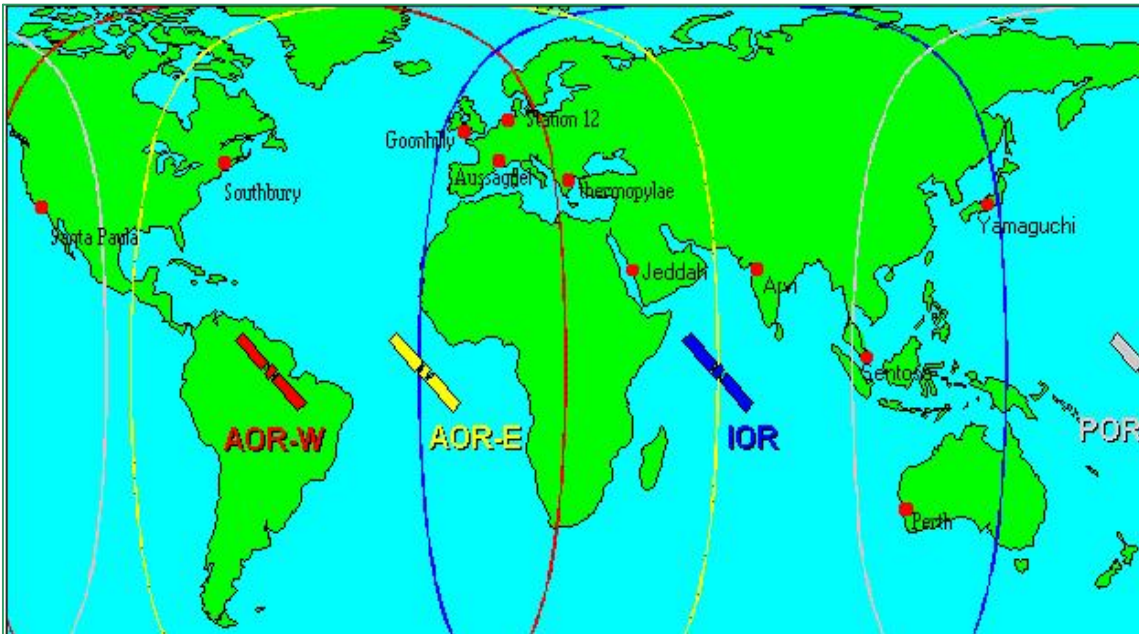 Station 12
Goonhilly
Aussaguel
Thermopylae
Southbury
Santa Paula
Yamaguchi
Jeddah
Arvi
Sentosa
AOR-W
AOR-E
IOR
POR
Perth